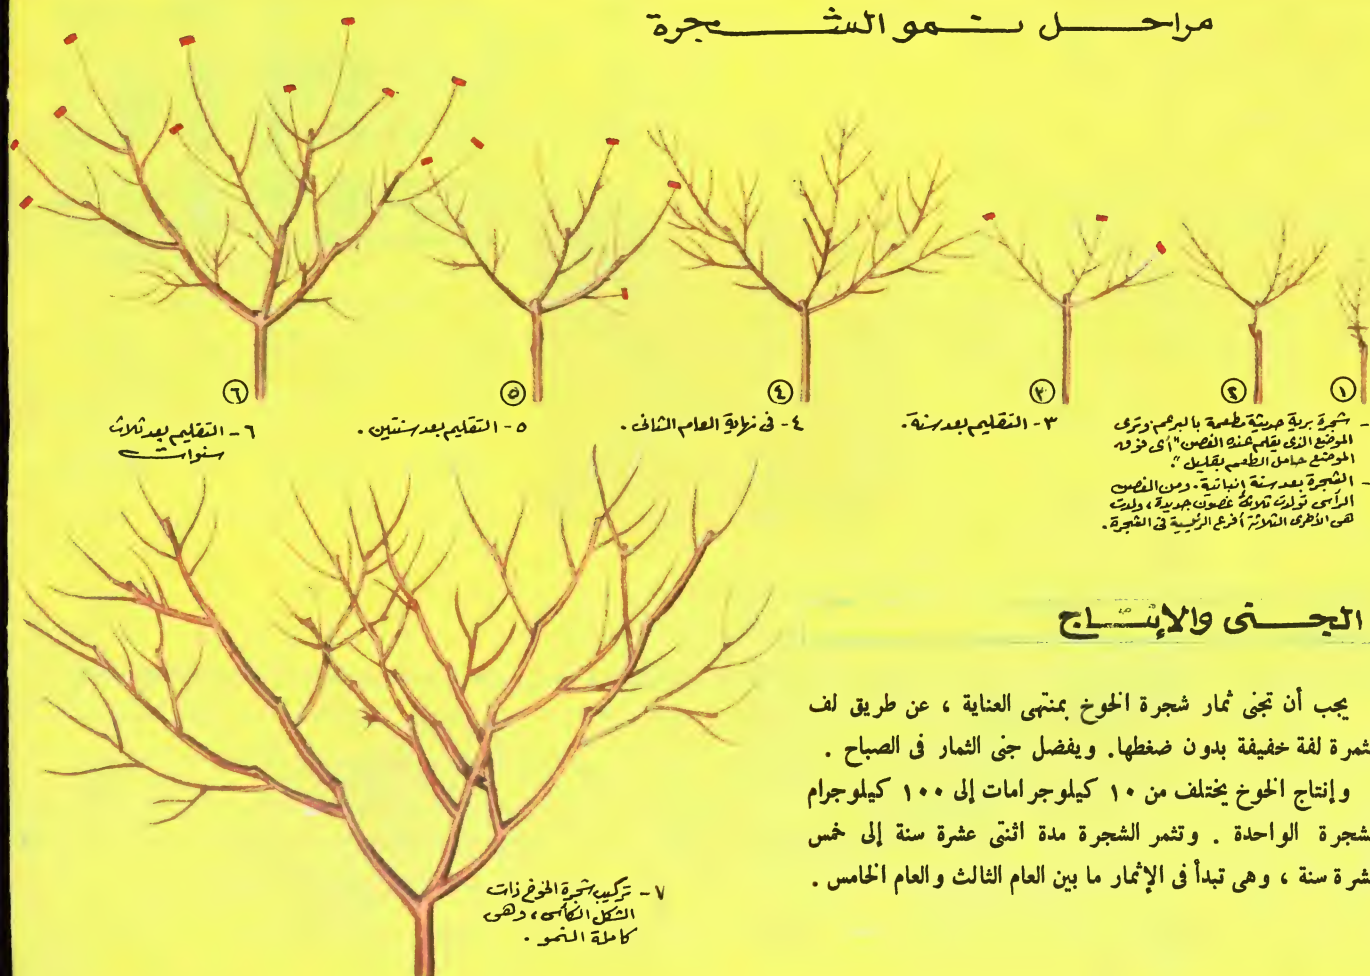 مراحل نمو الشجرة
١
٢
٣
٤
٥
٦
شجرة برية حديثة مطعمة بالبرعم وترى
الموضع الذى يقلم عنده الغصن "أى فوق
الموضع حامل الطعم بقليل".
الشجرة بعد سنة إنباتية. ومن الغصن
الرأسى تولدت ثلاثة غصون جديدة،
هى الأخرى الثلاثة أفرع الرئيسية فى الشجرة.
٣- التقليم بعد سنة.
٤- فى نهاية العام الثانى.
٥- التقليم بعد سنتين.
٦- التقليم بعد ثلاث
سنوات
الجنى والإنتاج
يجب أن تجنى ثمار شجرة الخوخ بمنتهى العناية ، عن طريق لف
ثمرة لفة خفيفة بدون ضغطها. ويفضل جنى الثمار فى الصباح .
وإنتاج الخوخ يختلف من ١٠ كيلوجرامات إلى ١٠٠ كيلوجرام
شجرة الواحدة . وتثمر الشجرة مدة اثنتى عشرة سنة إلى خمس
شرة سنة ، وهى تبدأ فى الإثمار ما بين العام الثالث والعام الخامس .
٧- تركيب شجرة الخوخ ذات
الشكل الكأسى، وهى
كاملة النمو.